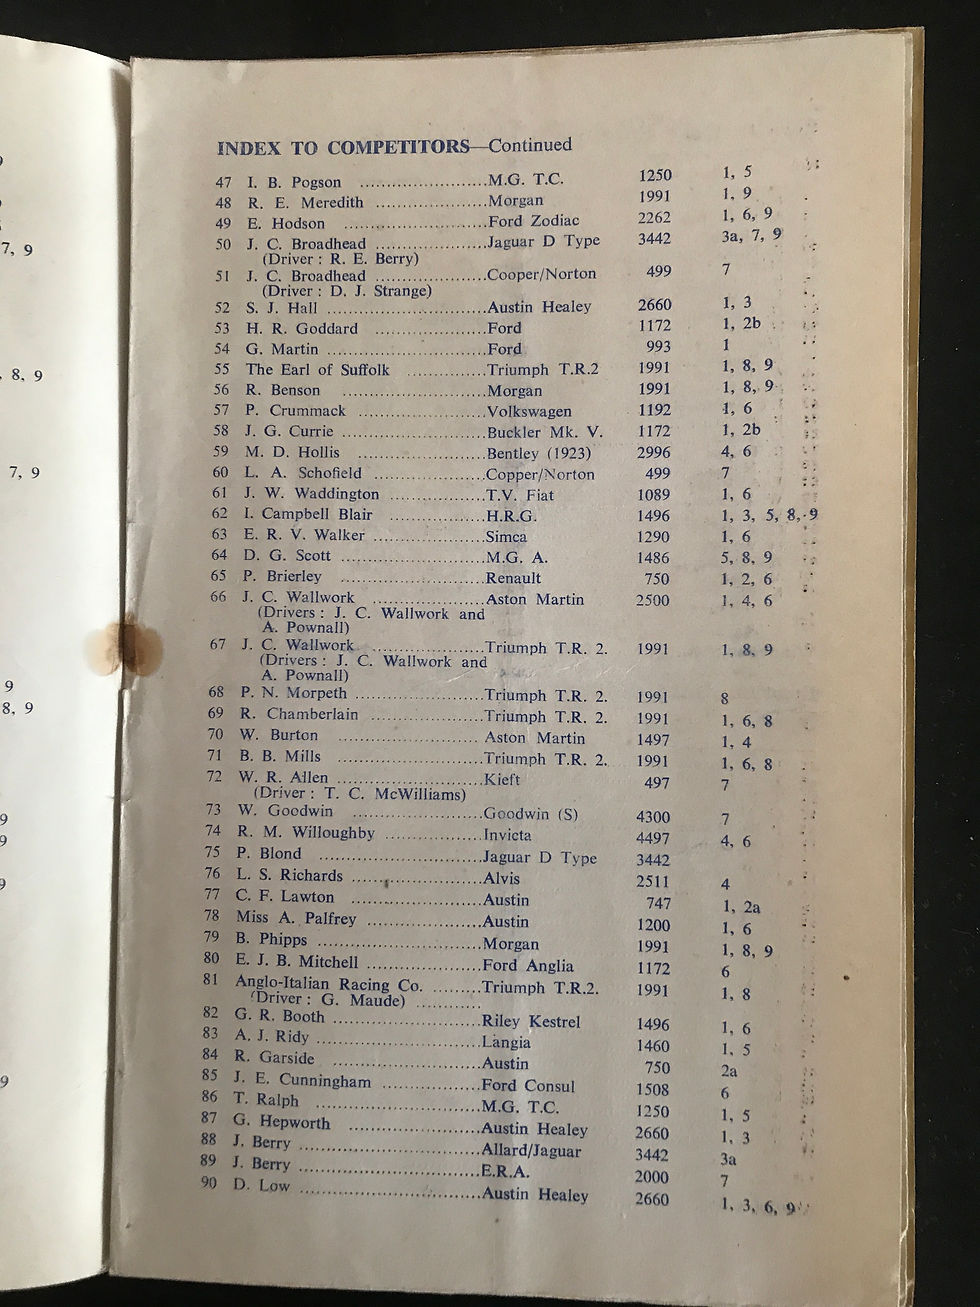 9
7, 9
, 8, 9
7, 9
9
8, 9
9
9
9
9
INDEX TO COMPETITORS—Continued
47 I. B. Pogson ........................M.G. T.C. 1250 1, 5
48 R. E. Meredith .....................Morgan 1991 1, 9
49 E. Hodson ...........................Ford Zodiac 2262 1, 6, 9
50 J. C. Broadhead .....................Jaguar D Type 3442 3a, 7, 9
(Driver : R. E. Berry)
51 J. C. Broadhead .....................Cooper/Norton 499 7
(Driver : D. J. Strange)
52 S. J. Hall ..............................Austin Healey 2660 1, 3
53 H. R. Goddard .....................Ford 1172 1, 2b
54 G. Martin ..............................Ford 993 1
55 The Earl of Suffolk ...............Triumph T.R.2 1991 1, 8, 9
56 R. Benson ...........................Morgan 1991 1, 8, 9
57 P. Crummack ........................Volkswagen 1192 1, 6
58 J. G. Currie ...........................Buckler Mk. V. 1172 1, 2b
59 M. D. Hollis ........................Bentley (1923) 2996 4, 6
60 L. A. Schofield .....................Copper/Norton 499 7
61 J. W. Waddington ..................T.V. Fiat 1089 1, 6
62 I. Campbell Blair ..................H.R.G. 1496 1, 3, 5, 8, 9
63 E. R. V. Walker .....................Simca 1290 1, 6
64 D. G. Scott ...........................M.G. A. 1486 5, 8, 9
65 P. Brierley ...........................Renault 750 1, 2, 6
66 J. C. Wallwork .....................Aston Martin 2500 1, 4, 6
(Drivers : J. C. Wallwork and
A. Pownall)
67 J. C. Wallwork .....................Triumph T.R. 2. 1991 1, 8, 9
(Drivers : J. C. Wallwork and
A. Pownall)
68 P. N. Morpeth ........................Triumph T.R. 2. 1991 8
69 R. Chamberlain .....................Triumph T.R. 2. 1991 1, 6, 8
70 W. Burton ........................... Aston Martin 1497 1, 4
71 B. B. Mills ...........................Triumph T.R. 2. 1991 1, 6, 8
72 W. R. Allen ...........................Kieft 497 7
(Driver : T. C. McWilliams)
73 W. Goodwin ........................Goodwin (S) 4300 7
74 R. M. Willoughby ..................Invicta 4497 4, 6
75 P. Blond ..............................Jaguar D Type 3442
76 L. S. Richards ........................Alvis 2511 4
77 C. F. Lawton ........................Austin 747 1, 2a
78 Miss A. Palfrey .....................Austin 1200 1, 6
79 B. Phipps ..............................Morgan 1991 1, 8, 9
80 E. J. B. Mitchell .....................Ford Anglia 1172 6
81 Anglo-Italian Racing Co. .........Triumph T.R.2. 1991 1, 8
(Driver : G. Maude) ............
82 G. R. Booth ...........................Riley Kestrel 1496 1, 6
83 A. J. Ridy ..............................Langia 1460 1, 5
84 R. Garside ...........................Austin 750 2a
85 J. E. Cunningham ..................Ford Consul 1508 6
86 T. Ralph ..............................M.G. T.C. 1250 1, 5
87 G. Hepworth ........................Austin Healey 2660 1, 3
88 J. Berry .................................Allard/Jaguar 3442 3a
89 J. Berry .................................E.R.A. 2000 7
90 D. Low .................................Austin Healey 2660 1, 3, 6, 9